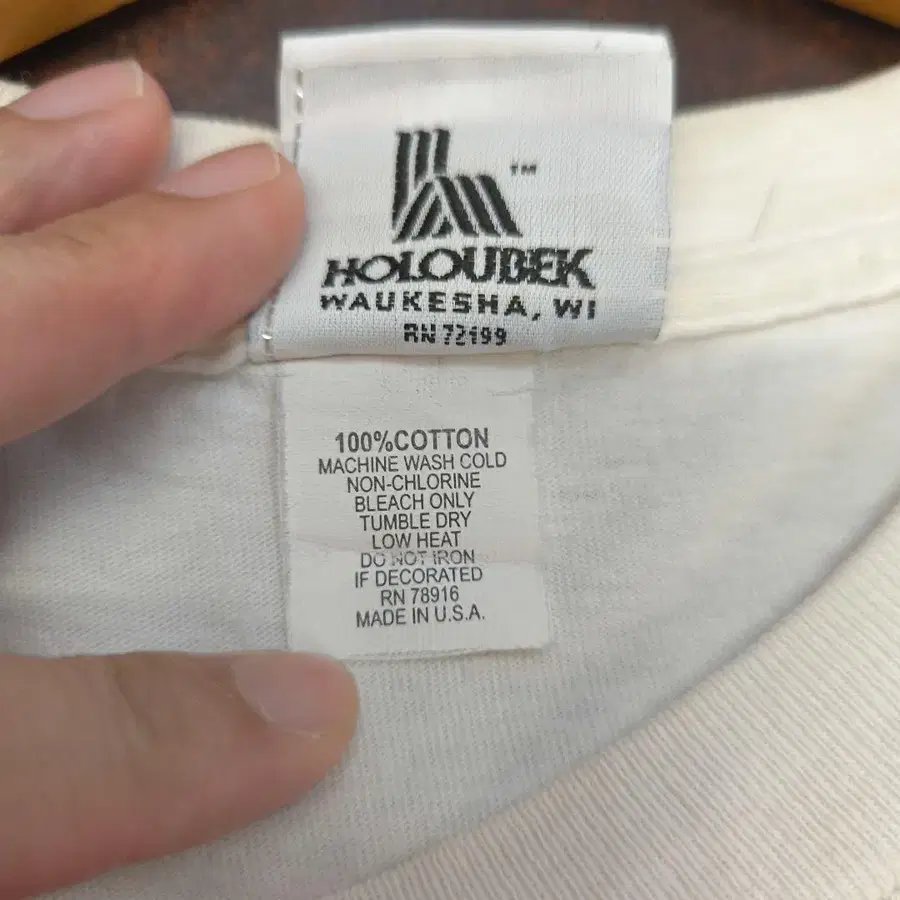 ™
HOLOUBEK
WAUKESHA, WI
RN 72199
100%COTTON
MACHINE WASH COLD
NON-CHLORINE
BLEACH ONLY
TUMBLE DRY
LOW HEAT
DO NOT IRON
IF DECORATED
RN 78916
MADE IN U.S.A.